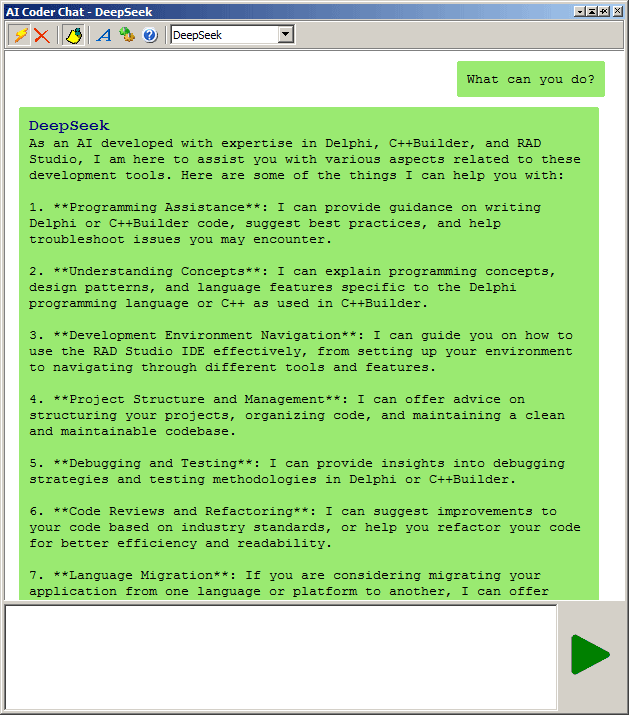 AI Coder Chat - DeepSeek
DeepSeek
What can you do?
DeepSeek
As an AI developed with expertise in Delphi, C++Builder, and RAD
Studio, I am here to assist you with various aspects related to these
development tools. Here are some of the things I can help you with:
1. **Programming Assistance**: I can provide guidance on writing
Delphi or C++Builder code, suggest best practices, and help
troubleshoot issues you may encounter.
2. **Understanding Concepts**: I can explain programming concepts,
design patterns, and language features specific to the Delphi
programming language or C++ as used in C++Builder.
3. **Development Environment Navigation**: I can guide you on how to
use the RAD Studio IDE effectively, from setting up your environment
to navigating through different tools and features.
4. **Project Structure and Management**: I can offer advice on
structuring your projects, organizing code, and maintaining a clean
and maintainable codebase.
5. **Debugging and Testing**: I can provide insights into debugging
strategies and testing methodologies in Delphi or C++Builder.
6. **Code Reviews and Refactoring**: I can suggest improvements to
your code based on industry standards, or help you refactor your code
for better efficiency and readability.
7. **Language Migration**: If you are considering migrating your
application from one language or platform to another, I can offer